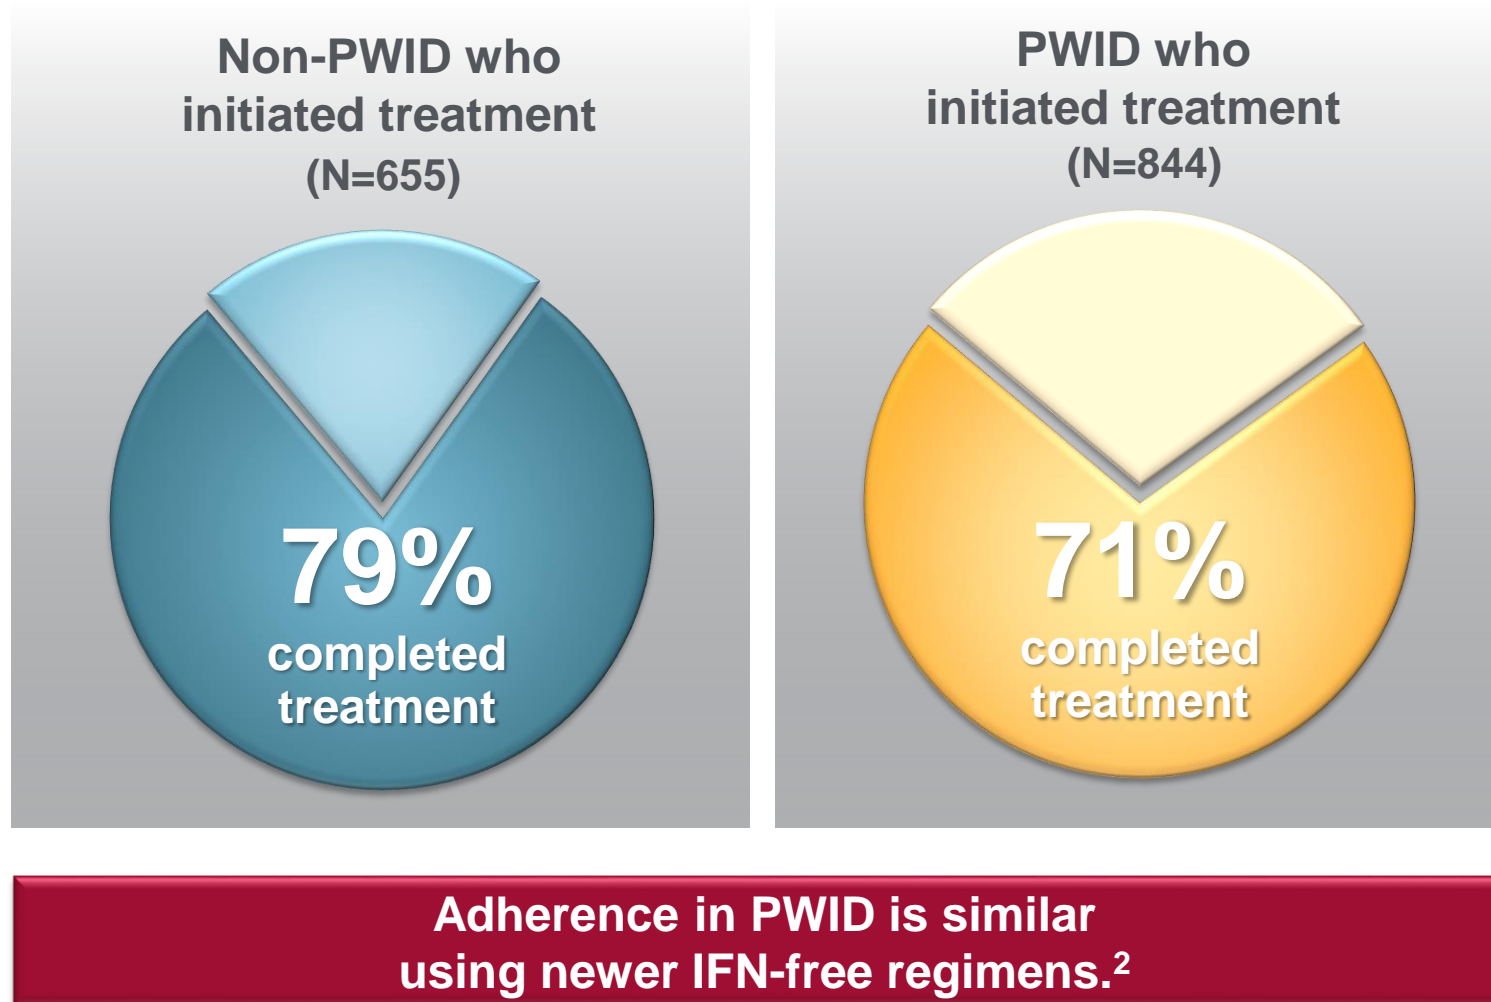 Non-PWID who
initiated treatment
(N=655)
79%
completed
treatment
PWID who
initiated treatment
(N=844)
71%
completed
treatment
Adherence in PWID is similar
using newer IFN-free regimens.²